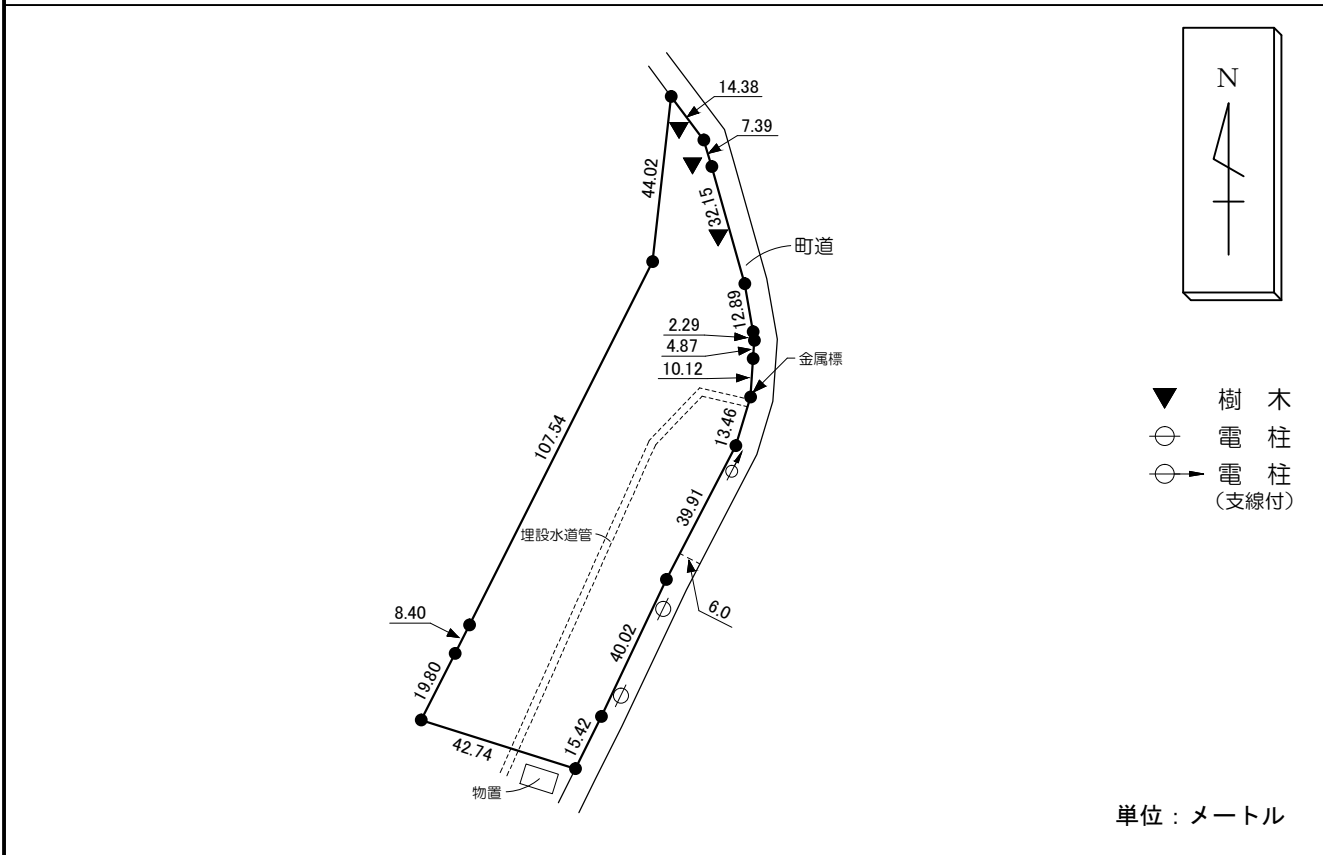 14.38
N
7.39
44.02
32.15
町道
12.89
2.29
4.87
金属標
10.12
樹 木
13.46
107.54
電 柱
電 柱
(支線付)
39.91
埋設水道管
8.40
6.0
40.02
19.80
15.42
42.74
物置
単位:メートル